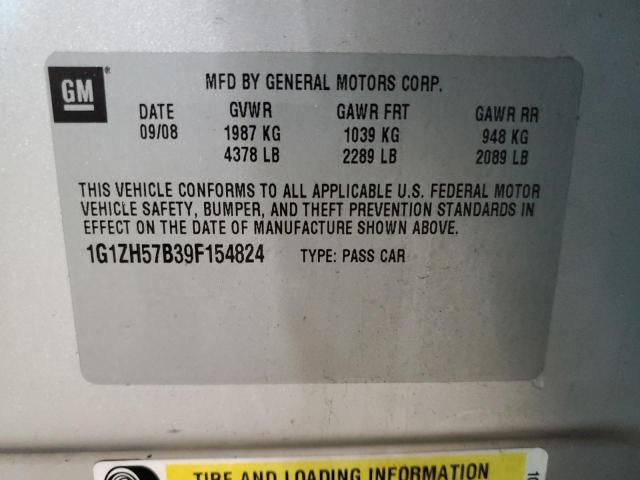 GM ®
MFD BY GENERAL MOTORS CORP.
DATE GVWR GAWR FRT GAWR RR
09/08 1987 KG 1039 KG 948 KG
4378 LB 2289 LB 2089 LB
THIS VEHICLE CONFORMS TO ALL APPLICABLE U.S. FEDERAL MOTOR
VEHICLE SAFETY, BUMPER, AND THEFT PREVENTION STANDARDS IN
EFFECT ON THE DATE OF MANUFACTURE SHOWN ABOVE.
1G1ZH57B39F154824 TYPE: PASS CAR
TIRE AND LOADING INFORMATION